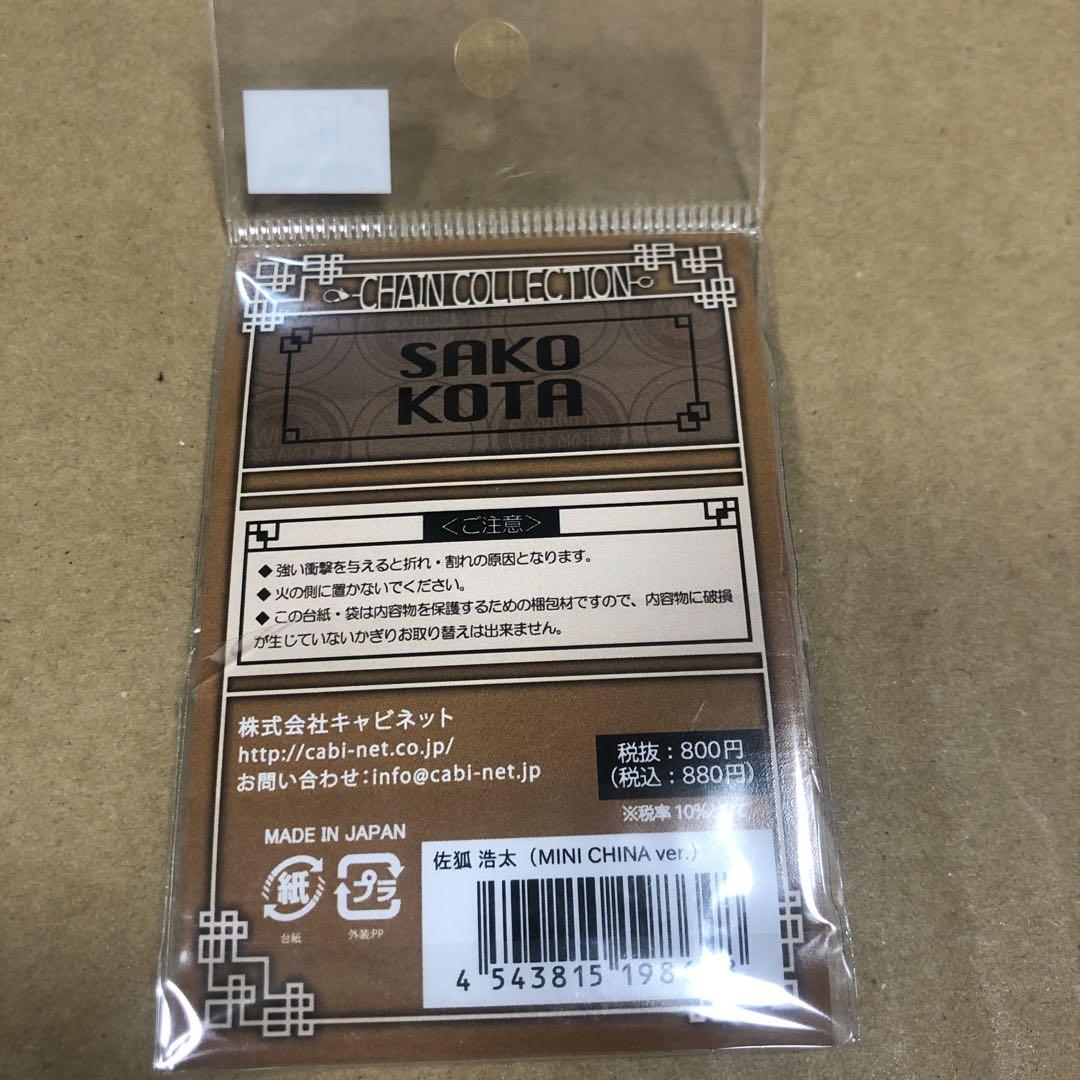 CHAIN COLLECTION
SAKO
KOTA
＜ご注意＞
◆強い衝撃を与えると折れ・割れの原因となります。
◆火の側に置かないでください。
◆この台紙・袋は内容物を保護するための梱包材ですので、内容物に破損
が生じていないかぎりお取り替えは出来ません。
株式会社キャビネット
http://cabi-net.co.jp/
お問い合わせ：info@cabi-net.jp
税抜：800円
（税込：880円）
※税率10%
MADE IN JAPAN
紙
台紙
プラ
外装:PP
佐狐 浩太（MINI CHINA ver.）
4 543815 198